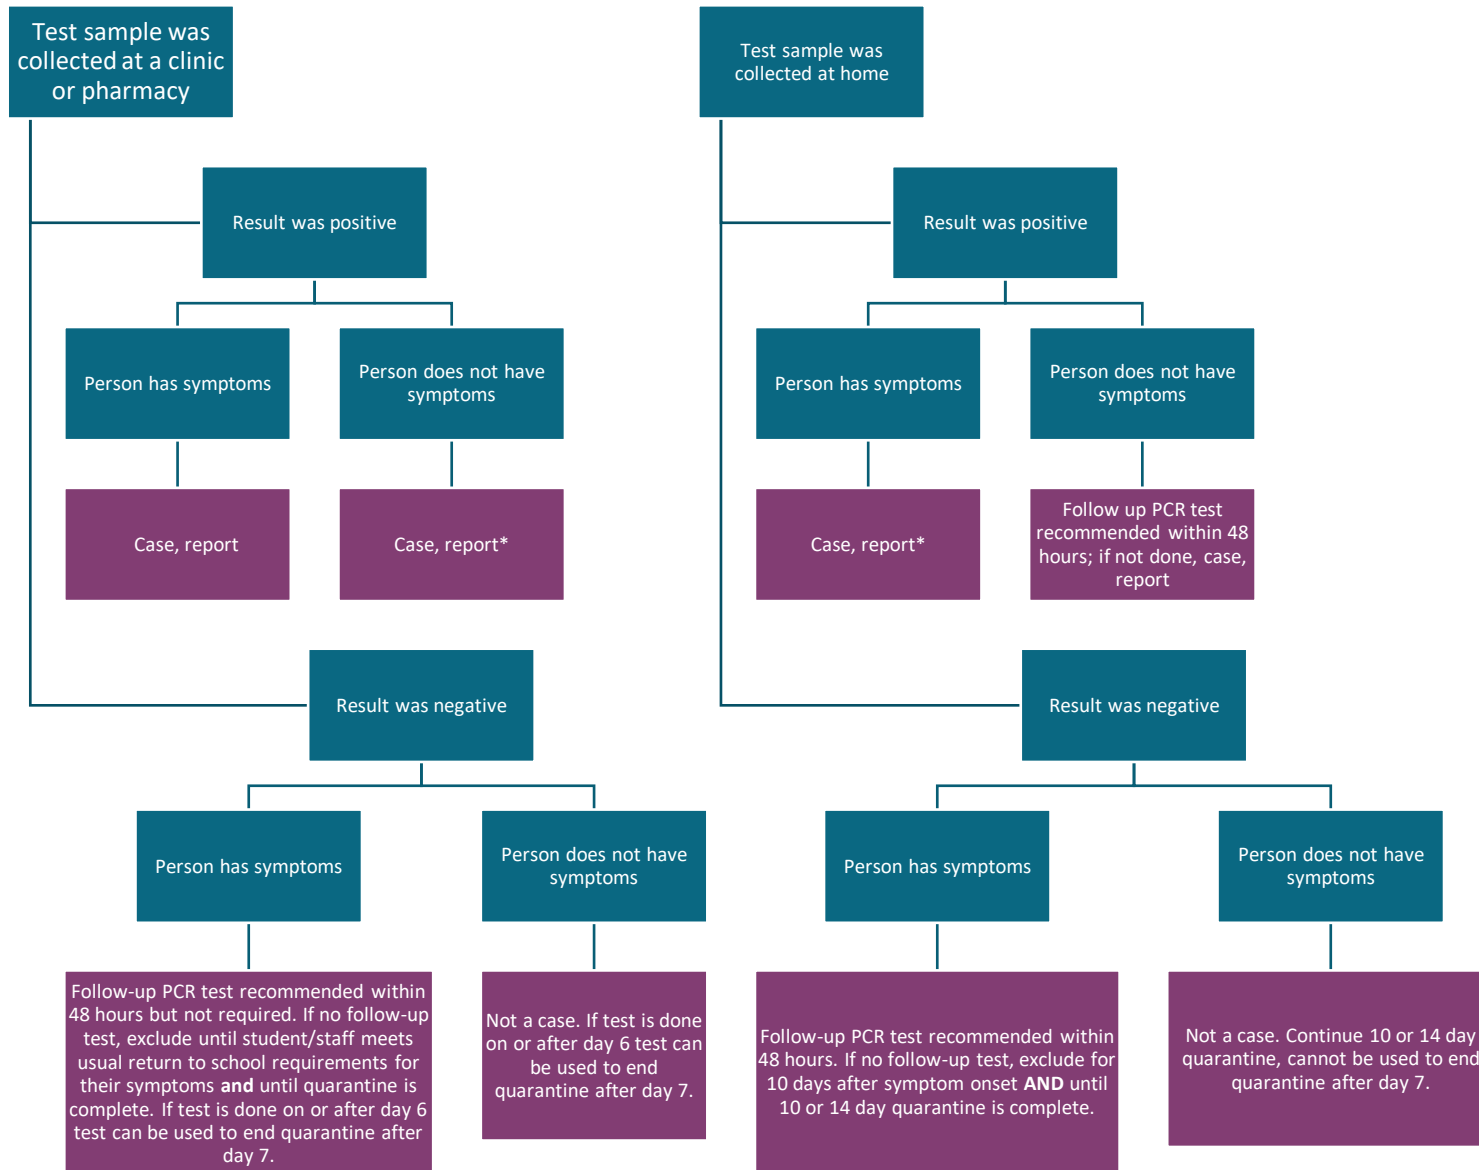 Test sample was
collected at a clinic
or pharmacy
Result was positive
Person has symptoms
Person does not have
symptoms
Case, report
Case, report*
Result was negative
Person has symptoms
Person does not have
symptoms
Follow-up PCR test recommended within
48 hours but not required. If no follow-up
test, exclude until student/staff meets
usual return to school requirements for
their symptoms and until quarantine is
complete. If test is done on or after day 6
test can be used to end quarantine after
day 7.
Not a case. If test is done
on or after day 6 test can
be used to end
quarantine after day 7.
Test sample was
collected at home
Result was positive
Person has symptoms
Person does not have
symptoms
Case, report*
Follow up PCR test
recommended within 48
hours; if not done, case,
report
Result was negative
Person has symptoms
Person does not have
symptoms
Follow-up PCR test recommended within
48 hours. If no follow-up test, exclude for
10 days after symptom onset AND until
10 or 14 day quarantine is complete.
Not a case. Continue 10 or 14 day
quarantine, cannot be used to end
quarantine after day 7.